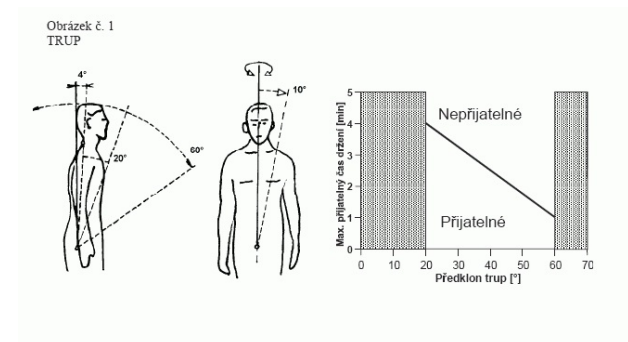 Obrázek č. 1
TRUP
4°
20°
60°
10°
Max. přijatelný čas držení [min]
5
4
3
2
1
0
Nepřijatelné
Přijatelné
0 10 20 30 40 50 60 70
Předklon trup [°]